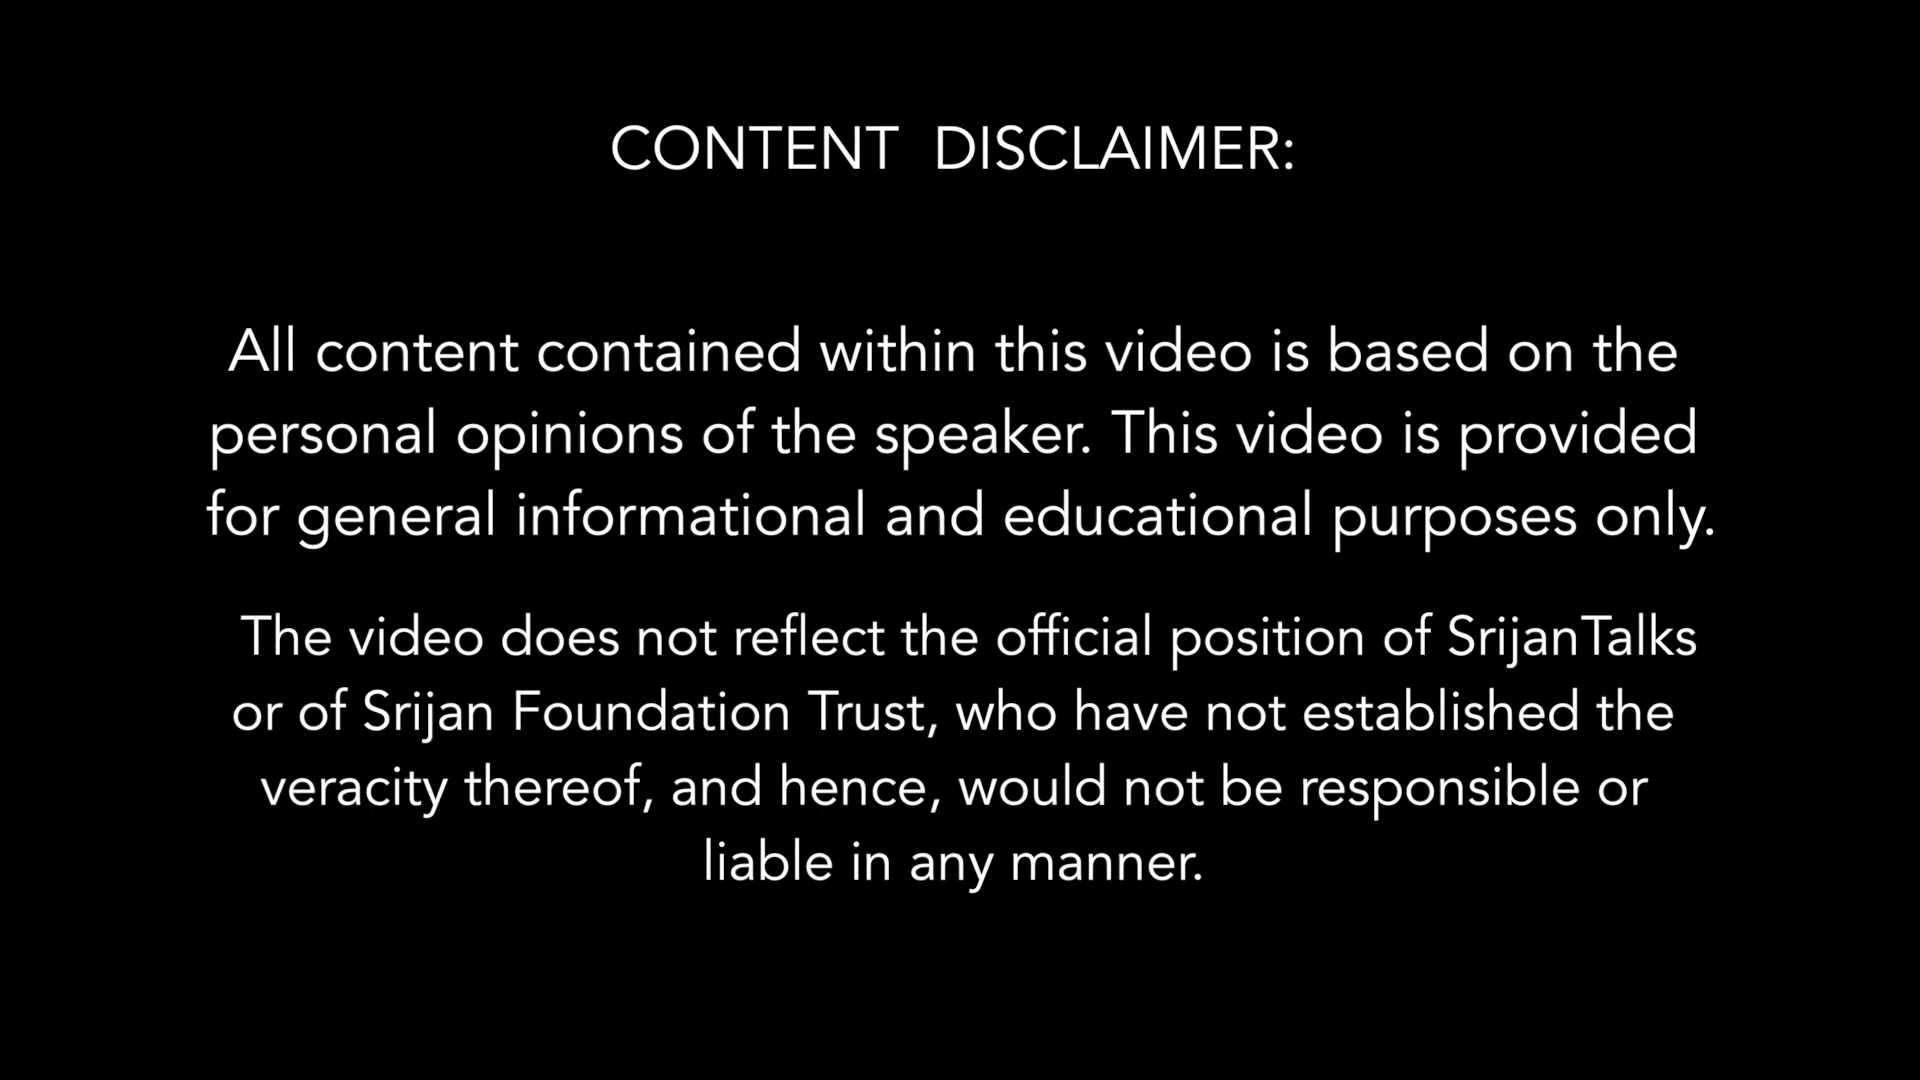 CONTENT DISCLAIMER:
All content contained within this video is based on the
personal opinions of the speaker. This video is provided
for general informational and educational purposes only.
The video does not reflect the official position of SrijanTalks
or of Srijan Foundation Trust, who have not established the
veracity thereof, and hence, would not be responsible or
liable in any manner.